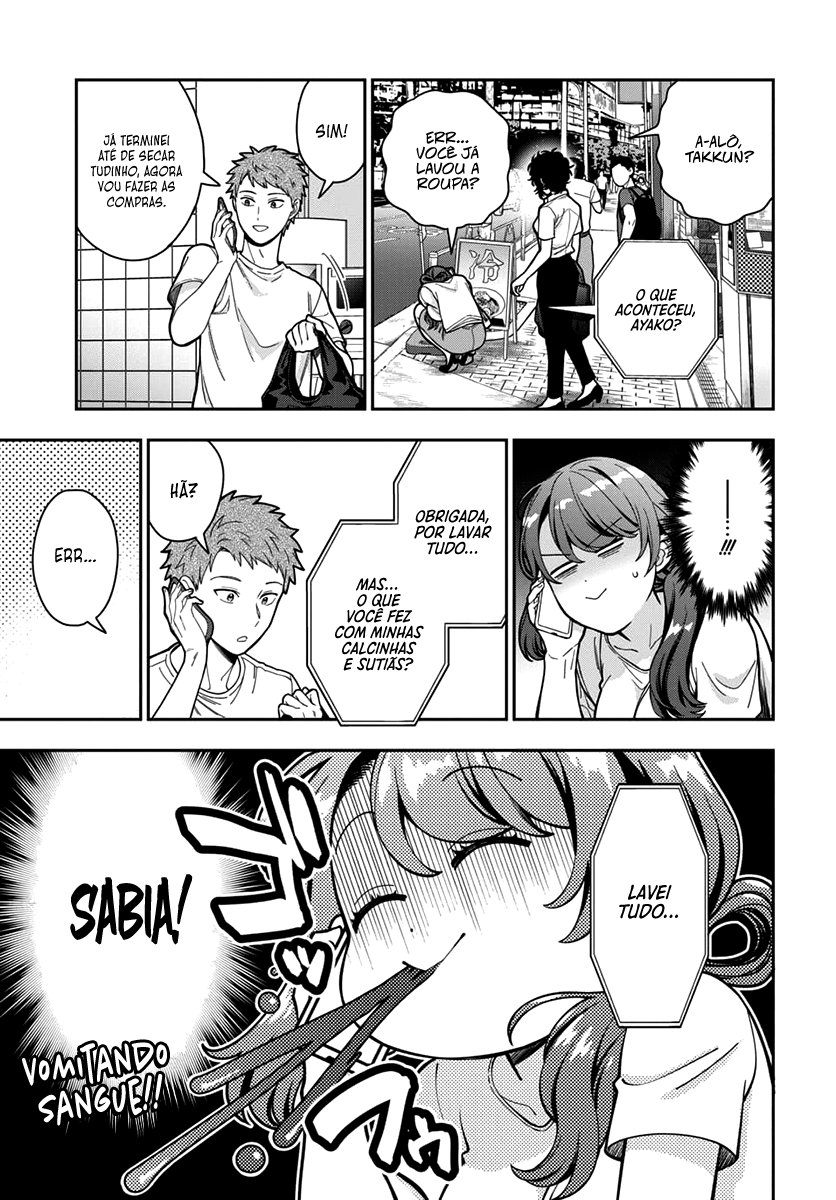 A-ALÔ,
TAKKUN?
ERR...
VOCÊ JÁ
LAVOU A
ROUPA?
冷
O QUE
ACONTECEU,
AYAKO?
SIM!
JÁ TERMINEI
ATÉ DE SECAR
TUDINHO, AGORA
VOU FAZER AS
COMPRAS.
...!!!
OBRIGADA,
POR LAVAR
TUDO...
MAS...
O QUE
VOCÊ FEZ
COM MINHAS
CALCINHAS
E SUTIÃS?
HÃ?
ERR...
LAVEI
TUDO...
SABIA!
VOMITANDO
SANGUE!!